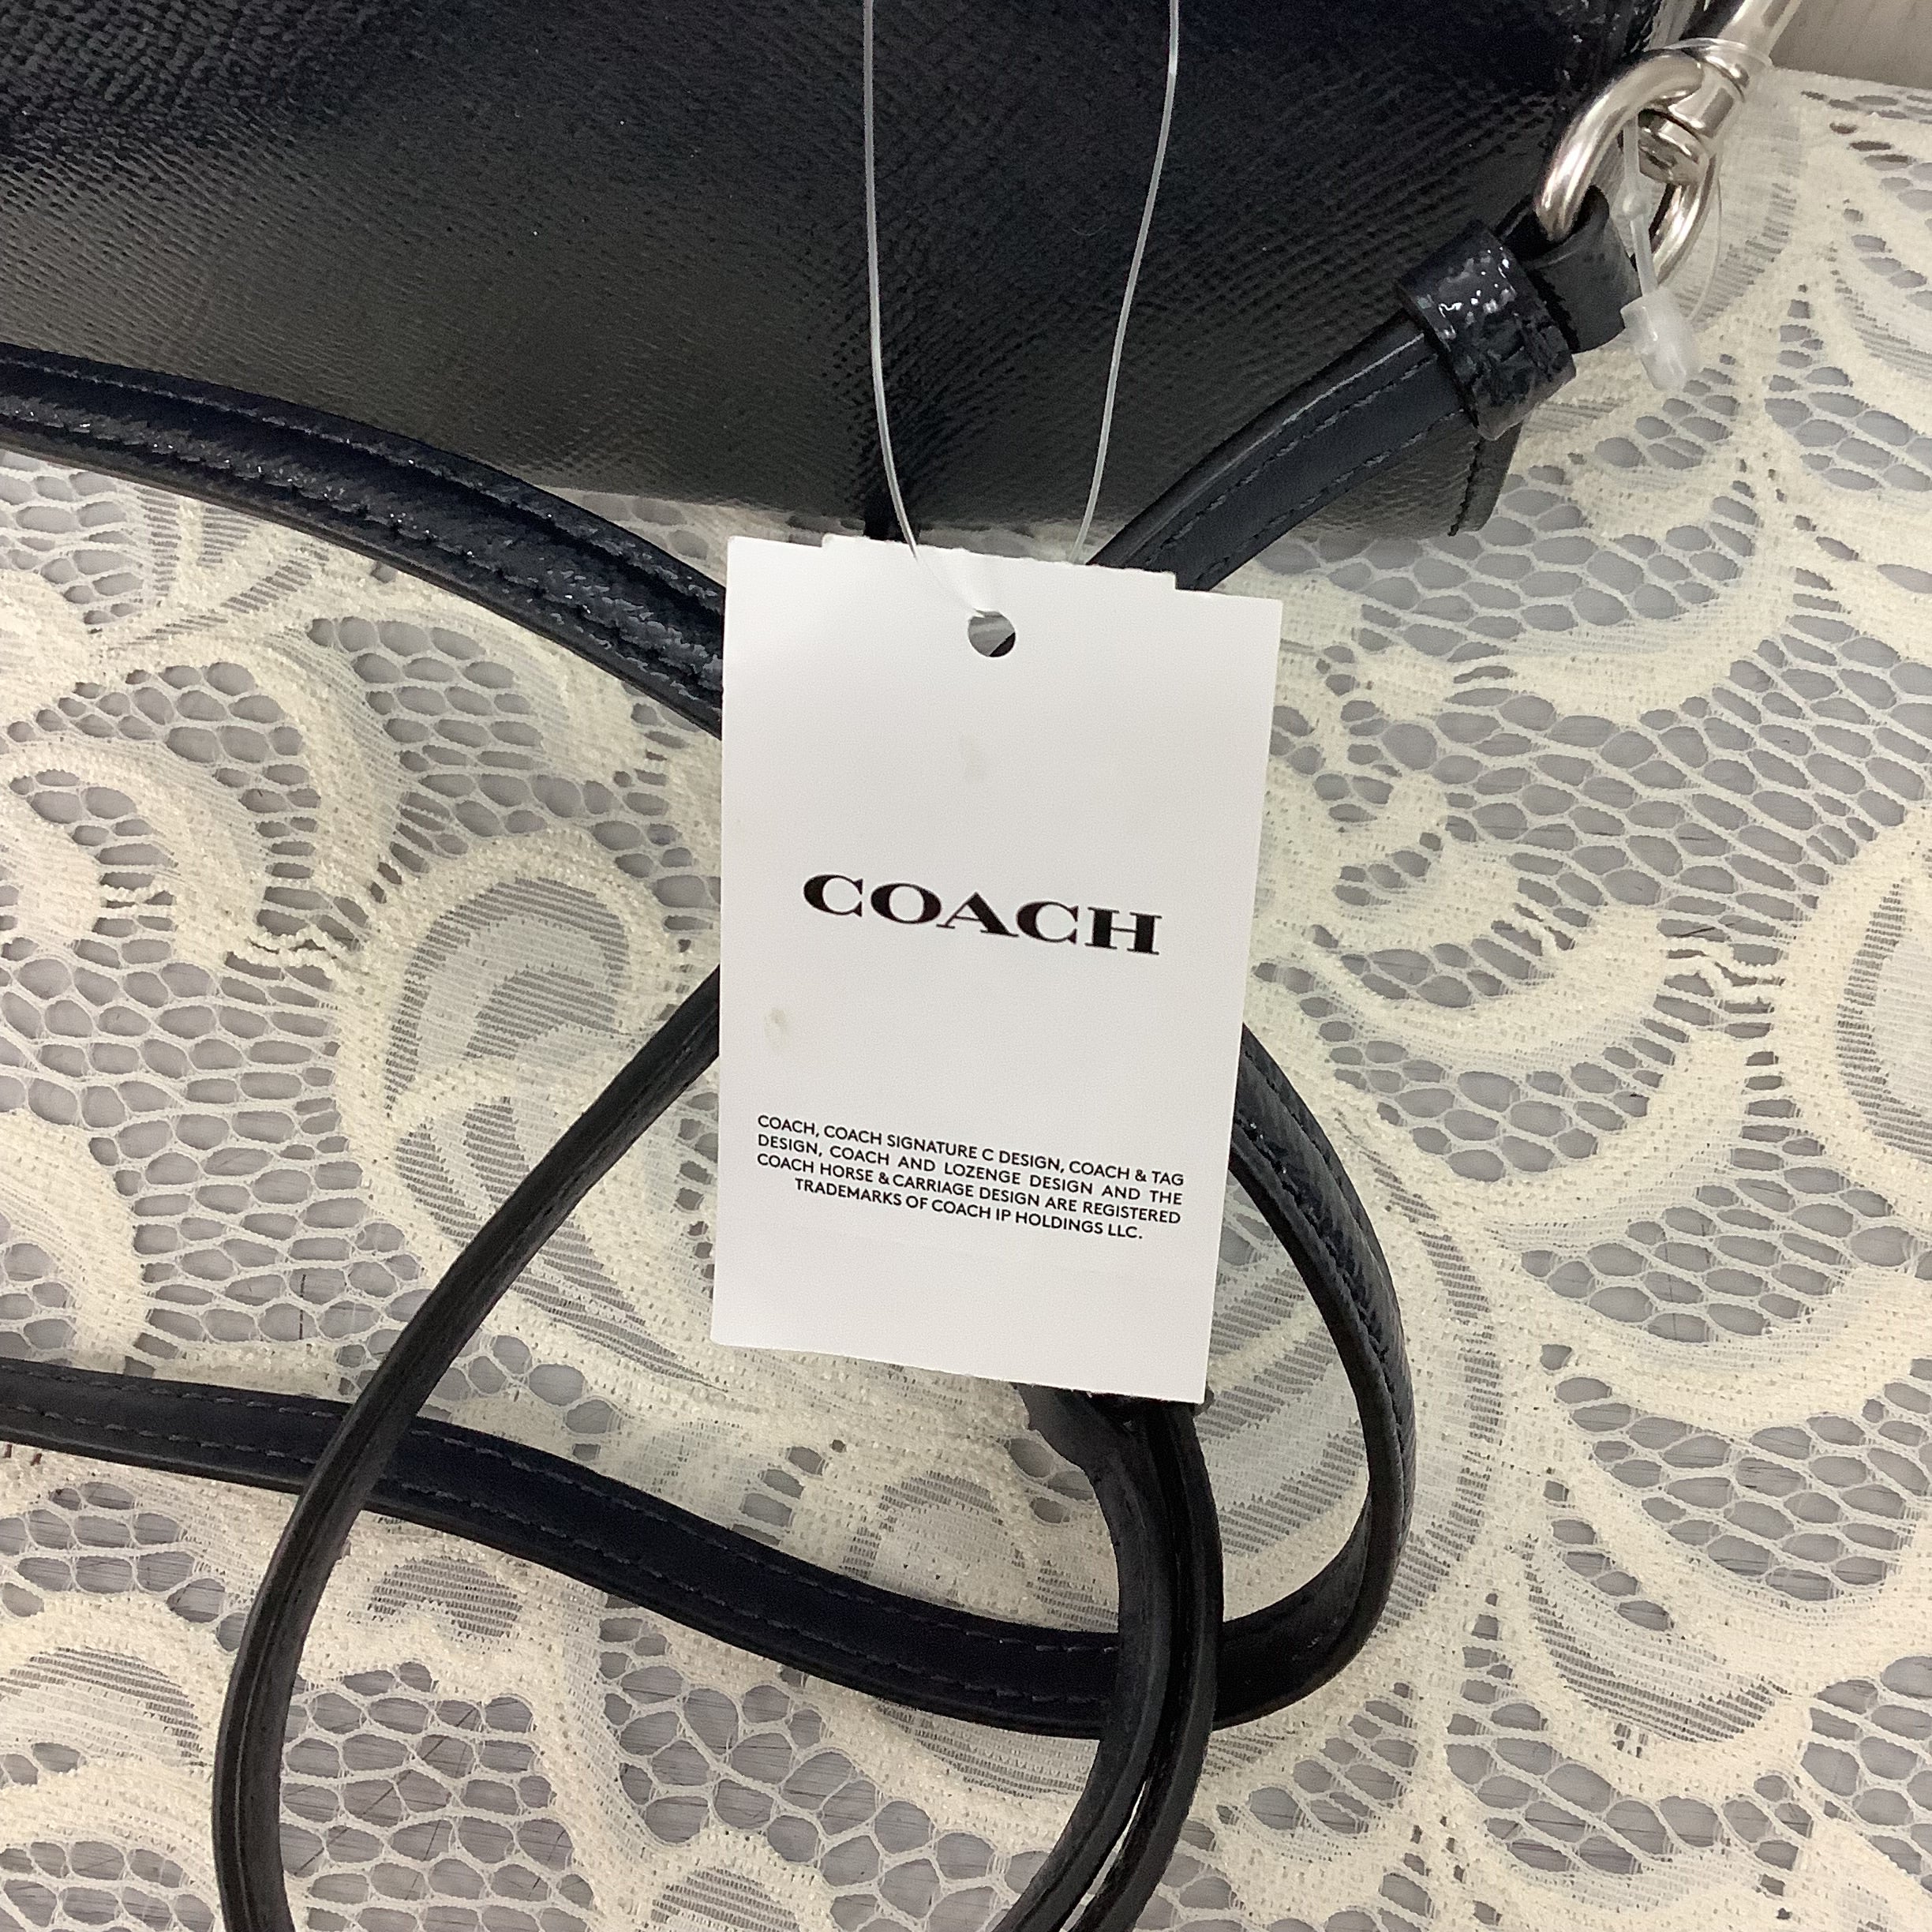 COACH
COACH, COACH SIGNATURE C DESIGN, COACH & TAG
DESIGN, COACH AND LOZENGE DESIGN AND THE
COACH HORSE & CARRIAGE DESIGN ARE REGISTERED
TRADEMARKS OF COACH IP HOLDINGS LLC.